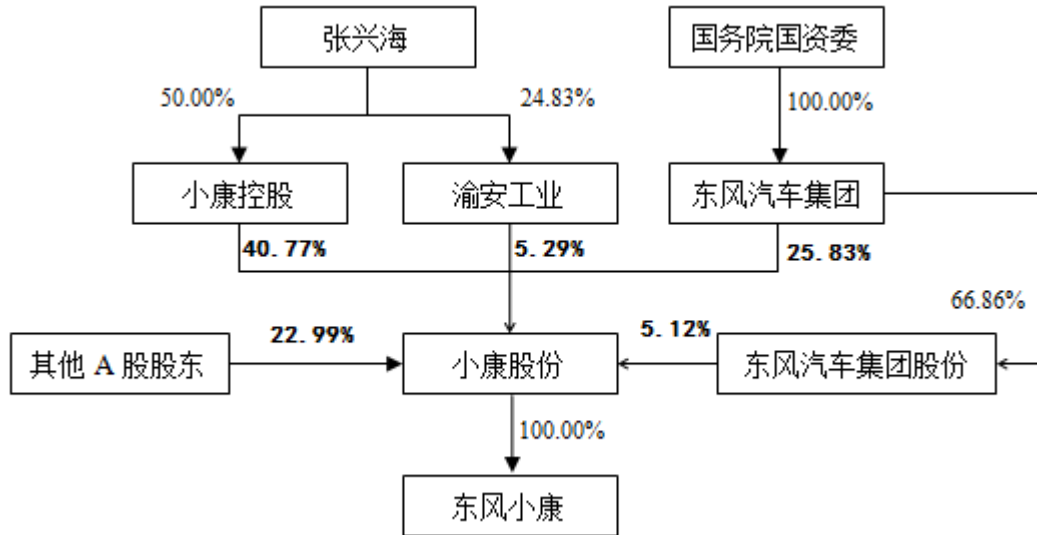 张兴海
国务院国资委
50.00%
24.83%
100.00%
小康控股
渝安工业
东风汽车集团
40.77%
5.29%
25.83%
66.86%
22.99%
5.12%
其他 A 股股东
小康股份
东风汽车集团股份
100.00%
东风小康